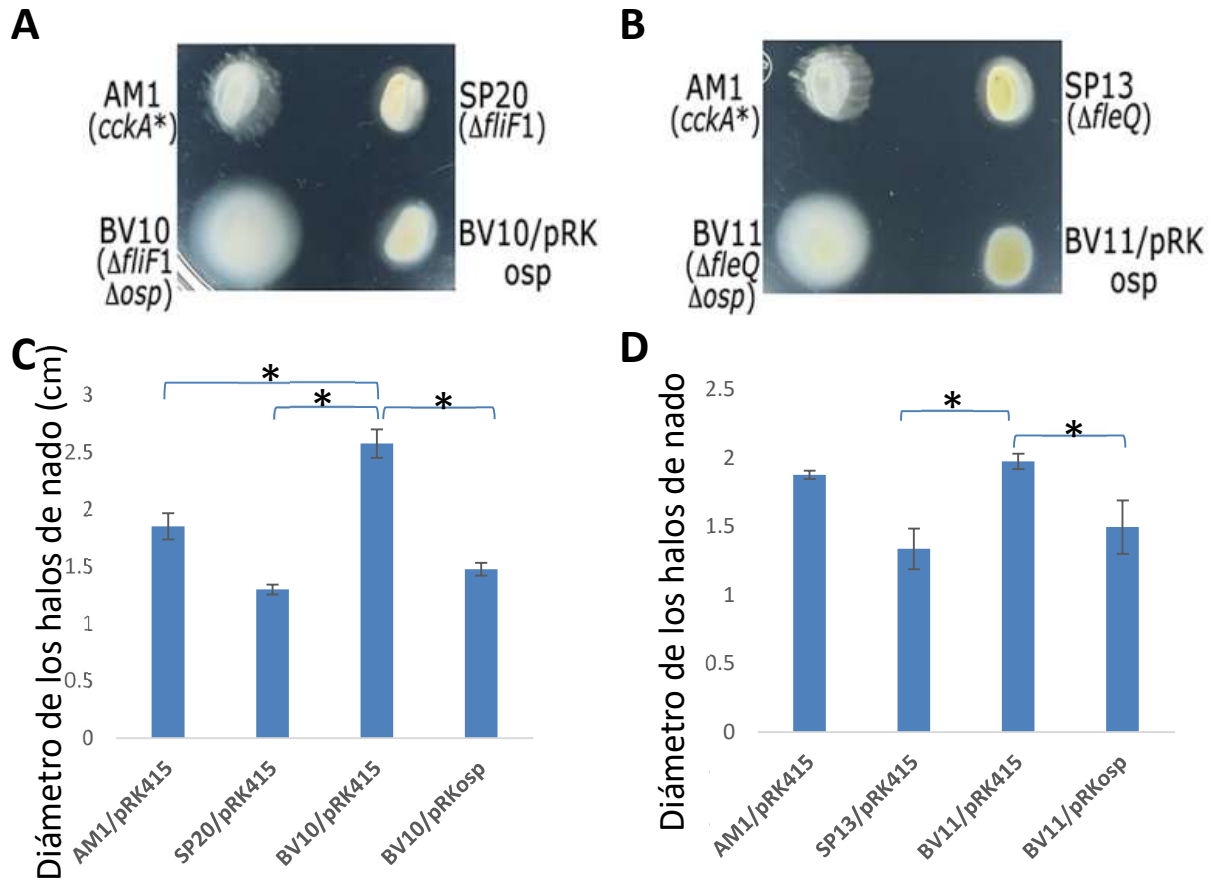 A
AM1
(cckA*)
SP20
(ΔfliF1)
BV10
(ΔfliF1
Δosp)
BV10/pRK
osp
B
AM1
(cckA*)
SP13
(ΔfleQ)
BV11
(ΔfleQ
Δosp)
BV11/pRK
osp
C
Diámetro de los halos de nado (cm)
3
2.5
2
1.5
1
0.5
0
*
*
*
AM1/pRK415
SP20/pRK415
BV10/pRK415
BV10/pRKosp
D
Diámetro de los halos de nado
2.5
2
1.5
1
0.5
0
*
*
AM1/pRK415
SP13/pRK415
BV11/pRK415
BV11/pRKosp